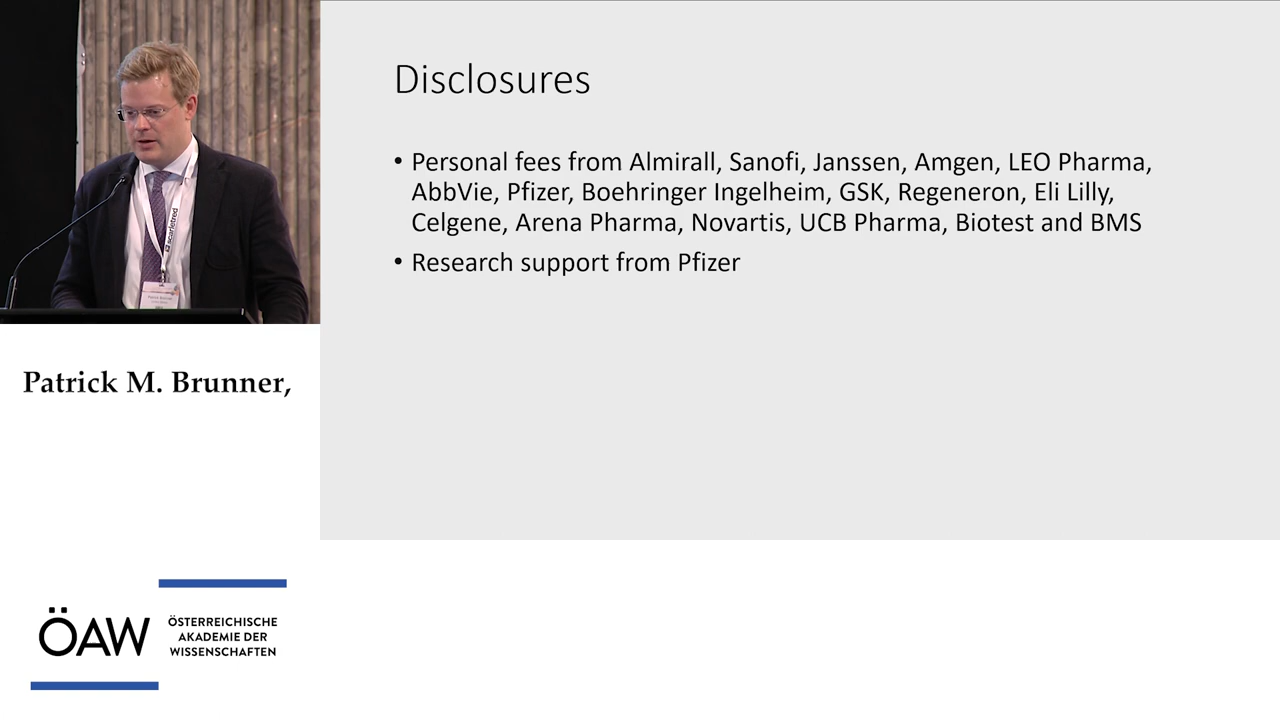 Disclosures
• Personal fees from Almirall, Sanofi, Janssen, Amgen, LEO Pharma,
AbbVie, Pfizer, Boehringer Ingelheim, GSK, Regeneron, Eli Lilly,
Celgene, Arena Pharma, Novartis, UCB Pharma, Biotest and BMS
• Research support from Pfizer
scarletred
Patrick M. Brunner,
ÖAW
ÖSTERREICHISCHE
AKADEMIE DER
WISSENSCHAFTEN